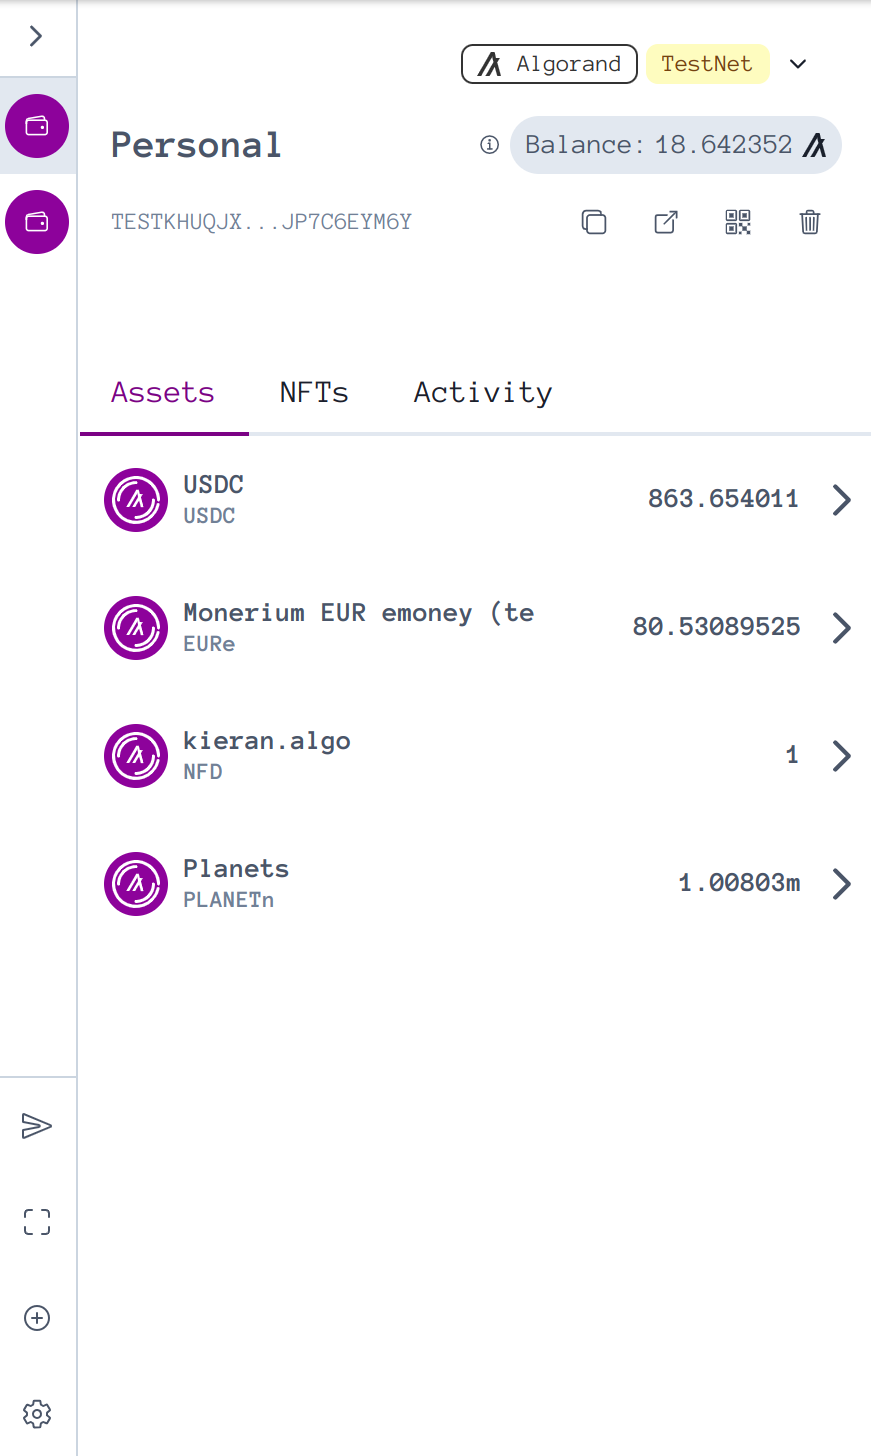 Algorand TestNet
Personal
Balance: 18.642352
TESTKHUQJX...JP7C6EYM6Y
Assets NFTs Activity
USDC
USDC
863.654011
Monerium EUR emoney (te
EURe
80.53089525
kieran.algo
NFD
1
Planets
PLANETn
1.00803m